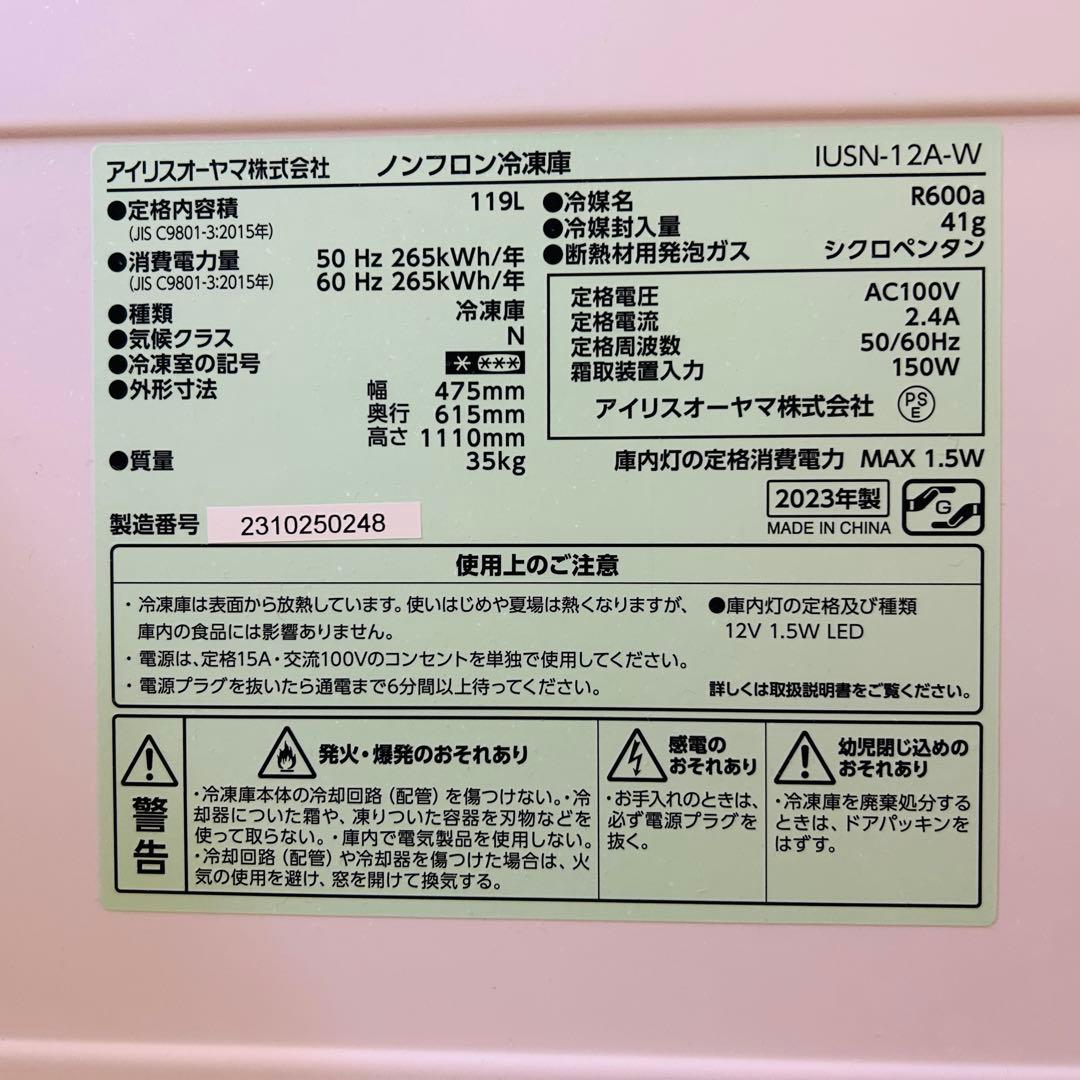 アイリスオーヤマ株式会社 ノンフロン冷凍庫 IUSN-12A-W
●定格内容積 119L
(JIS C9801-3:2015年)
●消費電力量 50 Hz 265kWh/年
(JIS C9801-3:2015年) 60 Hz 265kWh/年
●種類 冷凍庫
●気候クラス N
●冷凍室の記号 * ***
●外形寸法 幅 475mm
奥行 615mm
高さ 1110mm
●質量 35kg
●冷媒名 R600a
●冷媒封入量 41g
●断熱材用発泡ガス シクロペンタン
定格電圧 AC100V
定格電流 2.4A
定格周波数 50/60Hz
霜取装置入力 150W
アイリスオーヤマ株式会社 PSE
庫内灯の定格消費電力 MAX 1.5W
2023年製
MADE IN CHINA
G
製造番号 2310250248
使用上のご注意
・冷凍庫は表面から放熱しています。使いはじめや夏場は熱くなりますが、
庫内の食品には影響ありません。
・電源は、定格15A・交流100Vのコンセントを単独で使用してください。
・電源プラグを抜いたら通電まで6分間以上待ってください。
●庫内灯の定格及び種類
12V 1.5W LED
詳しくは取扱説明書をご覧ください。
警告
発火・爆発のおそれあり
・冷凍庫本体の冷却回路（配管）を傷つけない。・冷
却器についた霜や、凍りついた容器を刃物などを
使って取らない。・庫内で電気製品を使用しない。
・冷却回路（配管）や冷却器を傷つけた場合は、火
気の使用を避け、窓を開けて換気する。
感電の
おそれあり
・お手入れのときは、
必ず電源プラグを
抜く。
幼児閉じ込めの
おそれあり
・冷凍庫を廃棄処分する
ときは、ドアパッキンを
はずす。